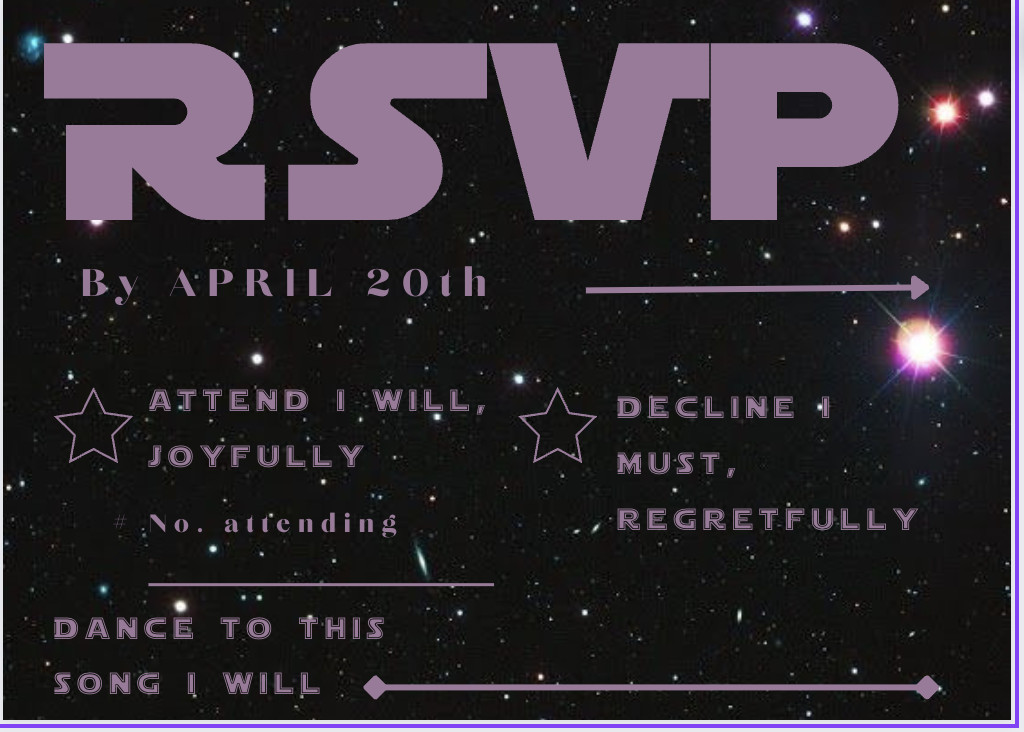 RSVP
By APRIL 20th
ATTEND I WILL,
JOYFULLY
DECLINE I
MUST,
REGRETFULLY
# No. attending
DANCE TO THIS
SONG I WILL